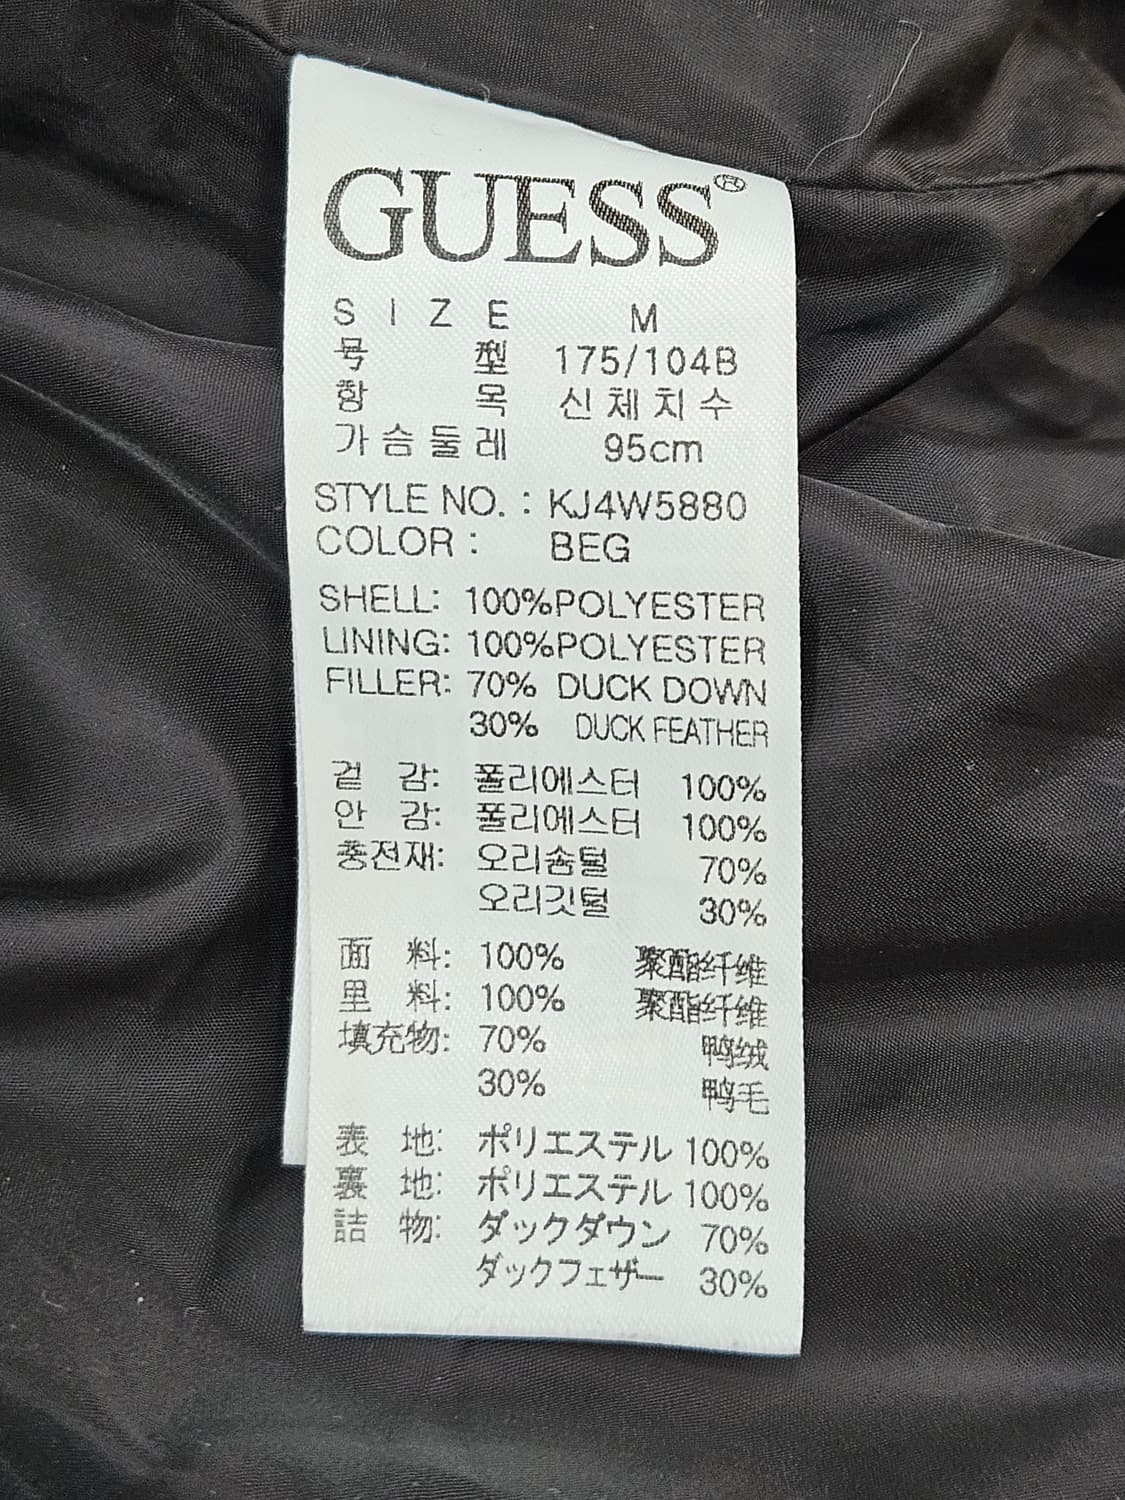 GUESS®
SIZE M
号型 175/104B
항목 신체치수
가슴둘레 95cm
STYLE NO. : KJ4W5880
COLOR : BEG
SHELL: 100%POLYESTER
LINING: 100%POLYESTER
FILLER: 70% DUCK DOWN
30% DUCK FEATHER
겉감: 폴리에스터 100%
안감: 폴리에스터 100%
충전재: 오리솜털 70%
오리깃털 30%
面料: 100% 聚酯纤维
里料: 100% 聚酯纤维
填充物: 70% 鸭绒
30% 鸭毛
表地: ポリエステル 100%
裏地: ポリエステル 100%
詰物: ダックダウン 70%
ダックフェザー 30%